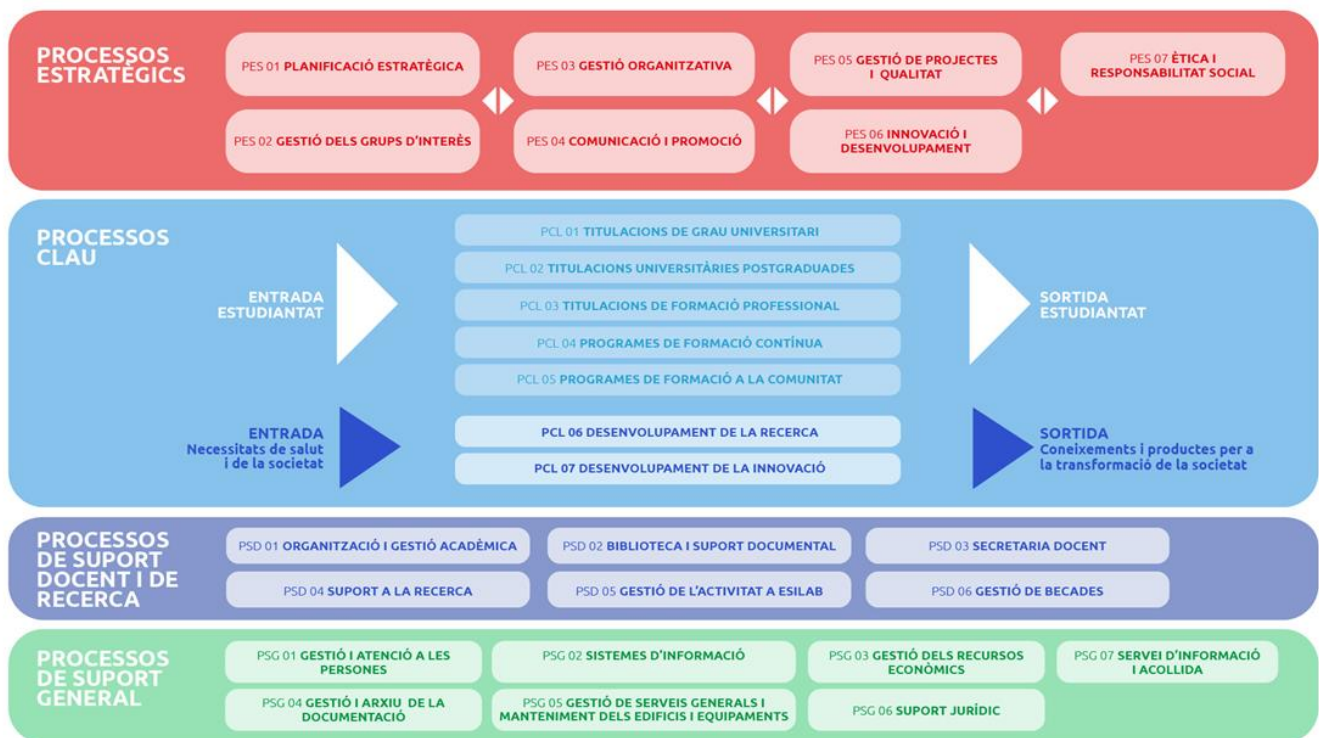 PROCESSOS
ESTRATÈGICS
PES 01 PLANIFICACIÓ ESTRATÈGICA
PES 03 GESTIÓ ORGANITZATIVA
PES 05 GESTIÓ DE PROJECTES
I QUALITAT
PES 07 ÈTICA I
RESPONSABILITAT SOCIAL
PES 02 GESTIÓ DELS GRUPS D'INTERÈS
PES 04 COMUNICACIÓ I PROMOCIÓ
PES 06 INNOVACIÓ I
DESENVOLUPAMENT
PROCESSOS
CLAU
ENTRADA
ESTUDIANTAT
PCL 01 TITULACIONS DE GRAU UNIVERSITARI
PCL 02 TITULACIONS UNIVERSITÀRIES POSTGRADUADES
PCL 03 TITULACIONS DE FORMACIÓ PROFESSIONAL
PCL 04 PROGRAMES DE FORMACIÓ CONTÍNUA
PCL 05 PROGRAMES DE FORMACIÓ A LA COMUNITAT
SORTIDA
ESTUDIANTAT
ENTRADA
Necessitats de salut
i de la societat
PCL 06 DESENVOLUPAMENT DE LA RECERCA
PCL 07 DESENVOLUPAMENT DE LA INNOVACIÓ
SORTIDA
Coneixements i productes per a
la transformació de la societat
PROCESSOS
DE SUPORT
DOCENT I DE
RECERCA
PSD 01 ORGANITZACIÓ I GESTIÓ ACADÈMICA
PSD 02 BIBLIOTECA I SUPORT DOCUMENTAL
PSD 03 SECRETARIA DOCENT
PSD 04 SUPORT A LA RECERCA
PSD 05 GESTIÓ DE L'ACTIVITAT A ESILAB
PSD 06 GESTIÓ DE BECADES
PROCESSOS
DE SUPORT
GENERAL
PSG 01 GESTIÓ I ATENCIÓ A LES
PERSONES
PSG 02 SISTEMES D'INFORMACIÓ
PSG 03 GESTIÓ DELS RECURSOS
ECONÒMICS
PSG 07 SERVEI D'INFORMACIÓ
I ACOLLIDA
PSG 04 GESTIÓ I ARXIU DE LA
DOCUMENTACIÓ
PSG 05 GESTIÓ DE SERVEIS GENERALS I
MANTENIMENT DELS EDIFICIS I EQUIPAMENTS
PSG 06 SUPORT JURÍDIC